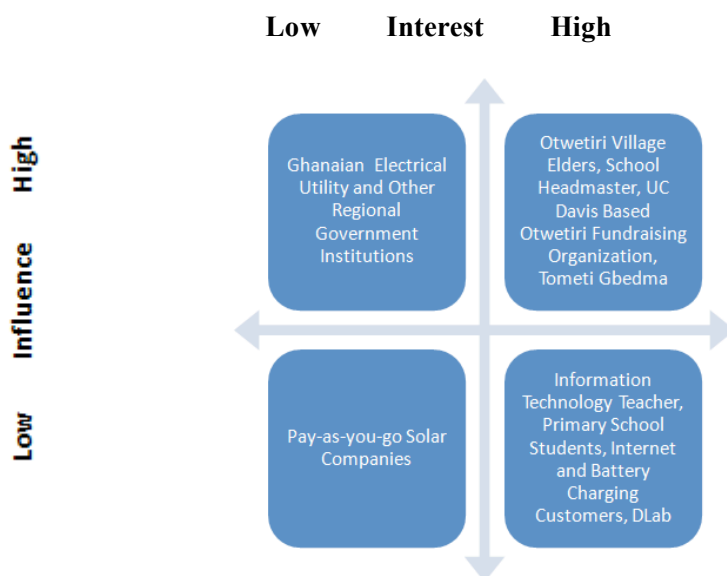 Low Interest High
High
Influence
Low
Ghanaian Electrical
Utility and Other
Regional
Government
Institutions
Otwetiri Village
Elders, School
Headmaster, UC
Davis Based
Otwetiri Fundraising
Organization,
Tometi Gbedma
Pay-as-you-go Solar
Companies
Information
Technology Teacher,
Primary School
Students, Internet
and Battery
Charging
Customers, DLab